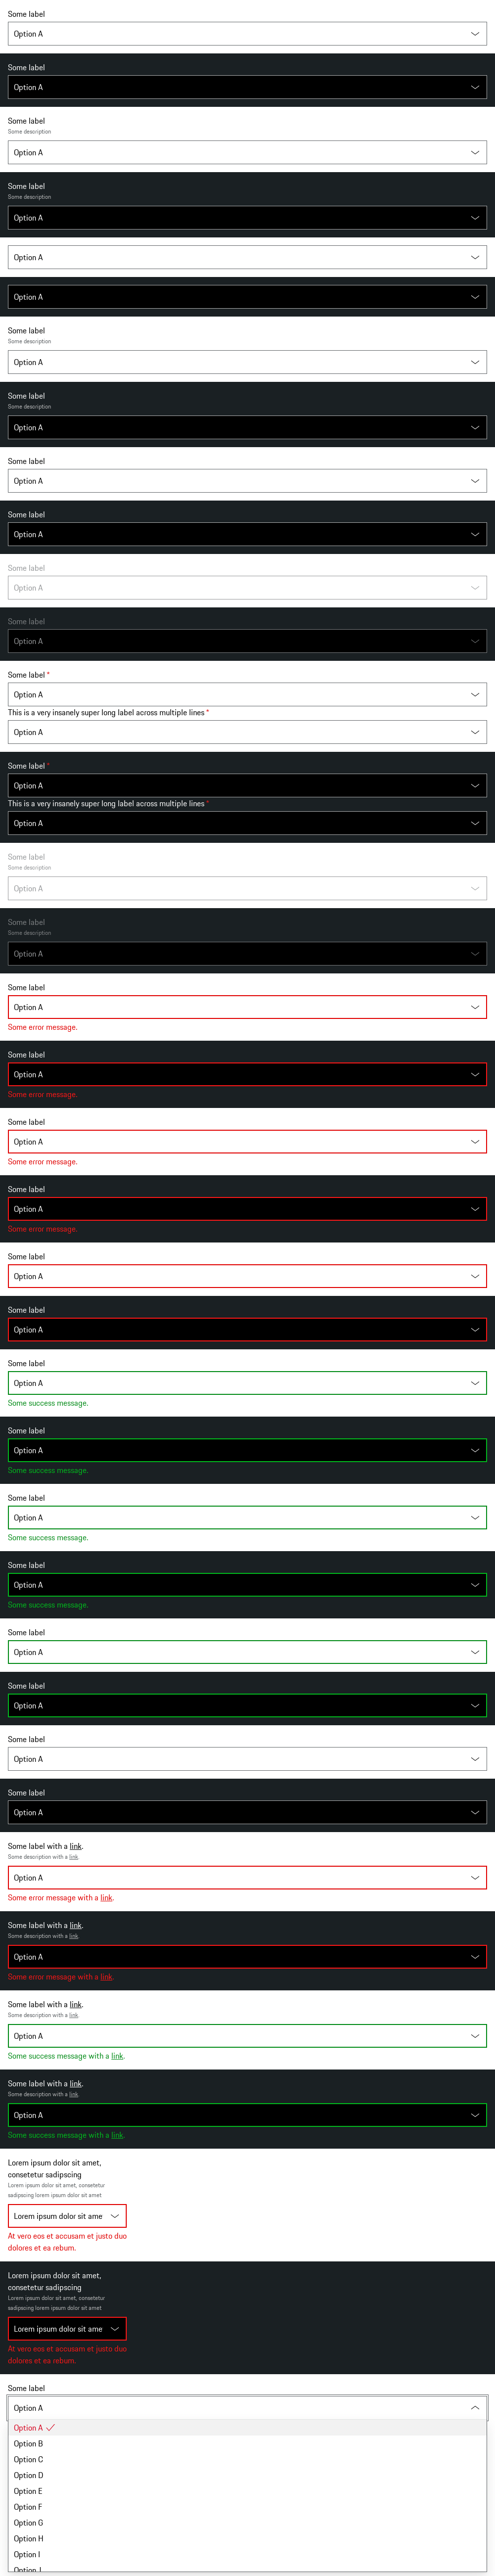 Some label
Option A
Some label
Option A
Some label
Some description
Option A
Some label
Some description
Option A
Option A
Option A
Some label
Some description
Option A
Some label
Some description
Option A
Some label
Option A
Some label
Option A
Some label
Option A
Some label
Option A
Some label *
Option A
This is a very insanely super long label across multiple lines *
Option A
Some label *
Option A
This is a very insanely super long label across multiple lines *
Option A
Some label
Some description
Option A
Some label
Some description
Option A
Some label
Option A
Some error message.
Some label
Option A
Some error message.
Some label
Option A
Some error message.
Some label
Option A
Some error message.
Some label
Option A
Some label
Option A
Some label
Option A
Some success message.
Some label
Option A
Some success message.
Some label
Option A
Some success message.
Some label
Option A
Some success message.
Some label
Option A
Some label
Option A
Some label
Option A
Some label
Option A
Some label with a link.
Some description with a link.
Option A
Some error message with a link.
Some label with a link.
Some description with a link.
Option A
Some error message with a link.
Some label with a link.
Some description with a link.
Option A
Some success message with a link.
Some label with a link.
Some description with a link.
Option A
Some success message with a link.
Lorem ipsum dolor sit amet,
consetetur sadipscing
Lorem ipsum dolor sit amet, consetetur
sadipscing lorem ipsum dolor sit amet
Lorem ipsum dolor sit ame
At vero eos et accusam et justo duo
dolores et ea rebum.
Lorem ipsum dolor sit amet,
consetetur sadipscing
Lorem ipsum dolor sit amet, consetetur
sadipscing lorem ipsum dolor sit amet
Lorem ipsum dolor sit ame
At vero eos et accusam et justo duo
dolores et ea rebum.
Some label
Option A
Option A
Option B
Option C
Option D
Option E
Option F
Option G
Option H
Option I
Option J